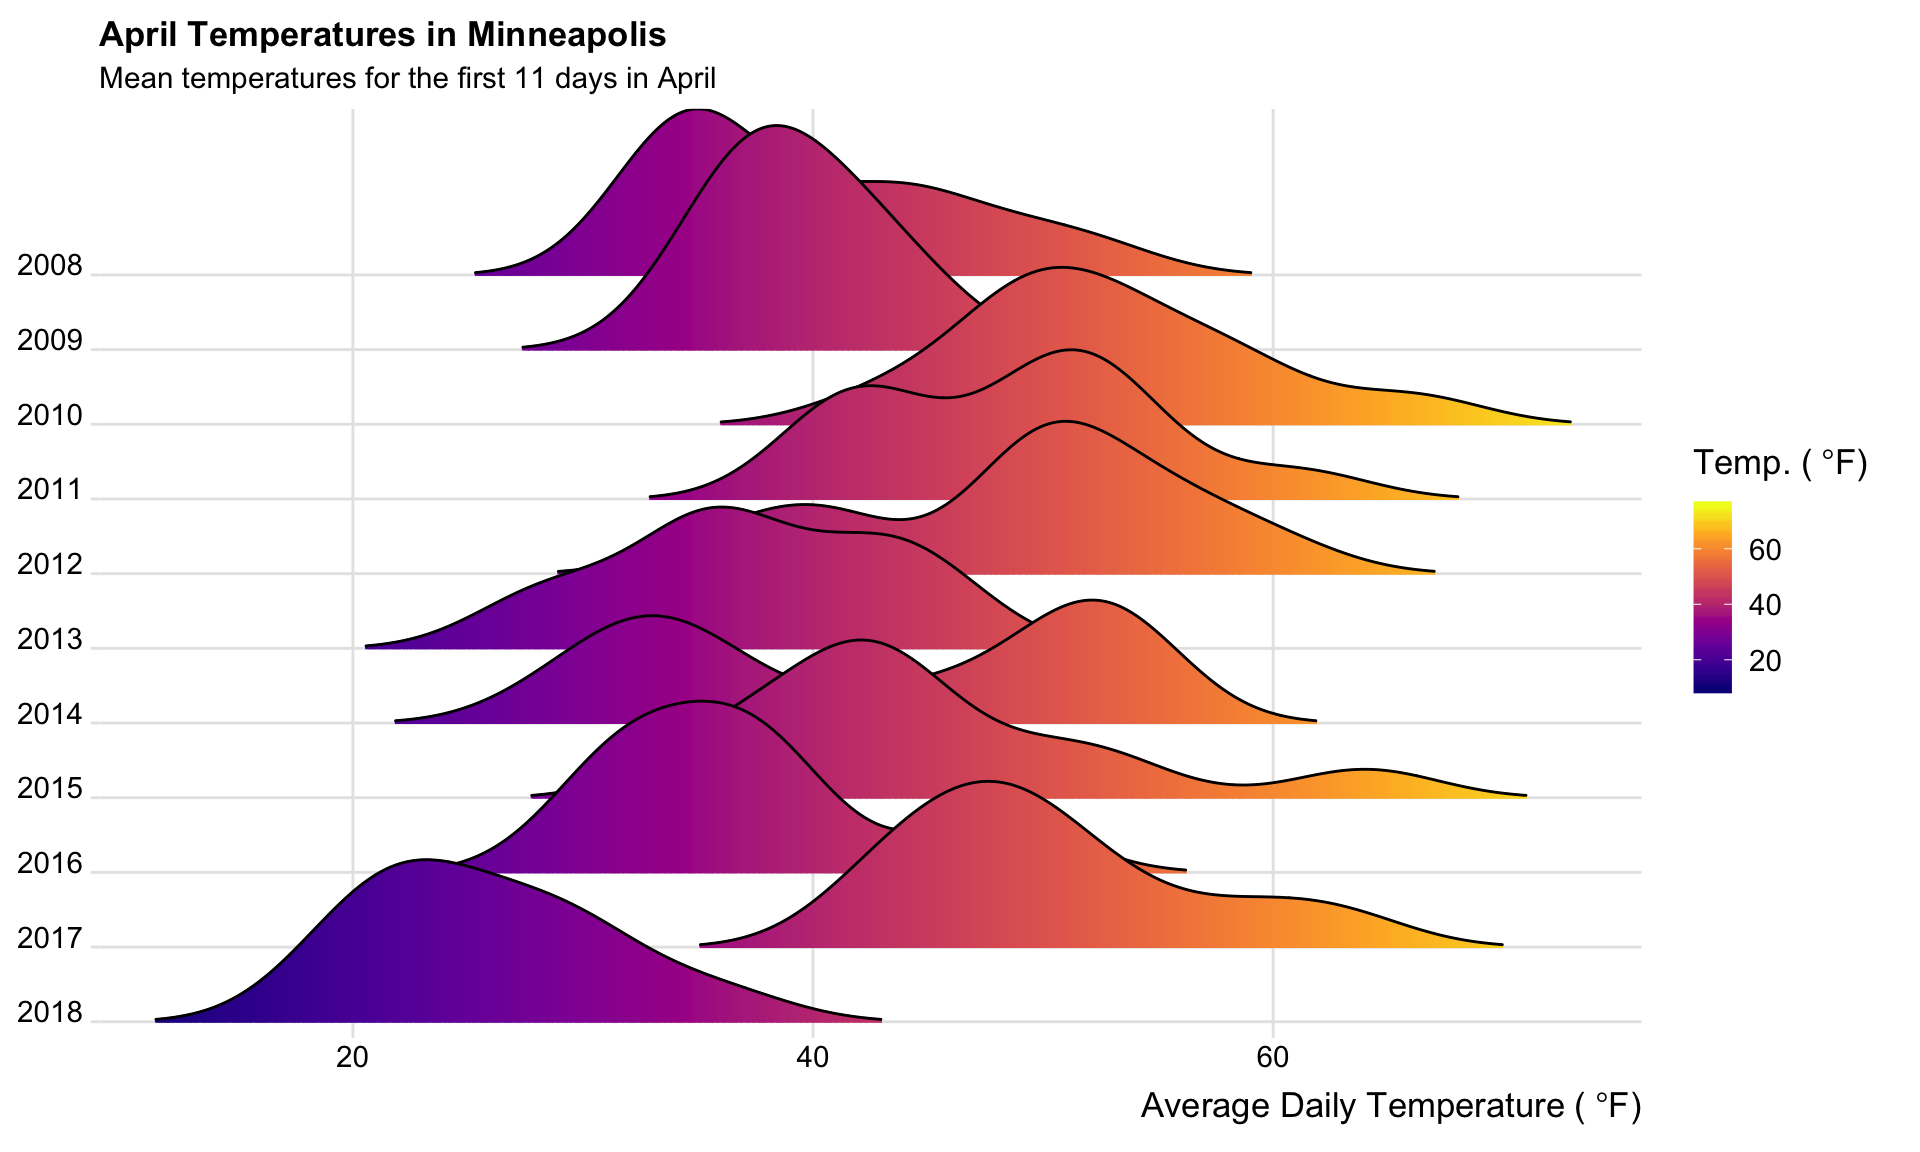 April Temperatures in Minneapolis
Mean temperatures for the first 11 days in April
2008
2009
2010
2011
2012
2013
2014
2015
2016
2017
2018
20 40 60
Average Daily Temperature ( °F)
Temp. ( °F)
60
40
20